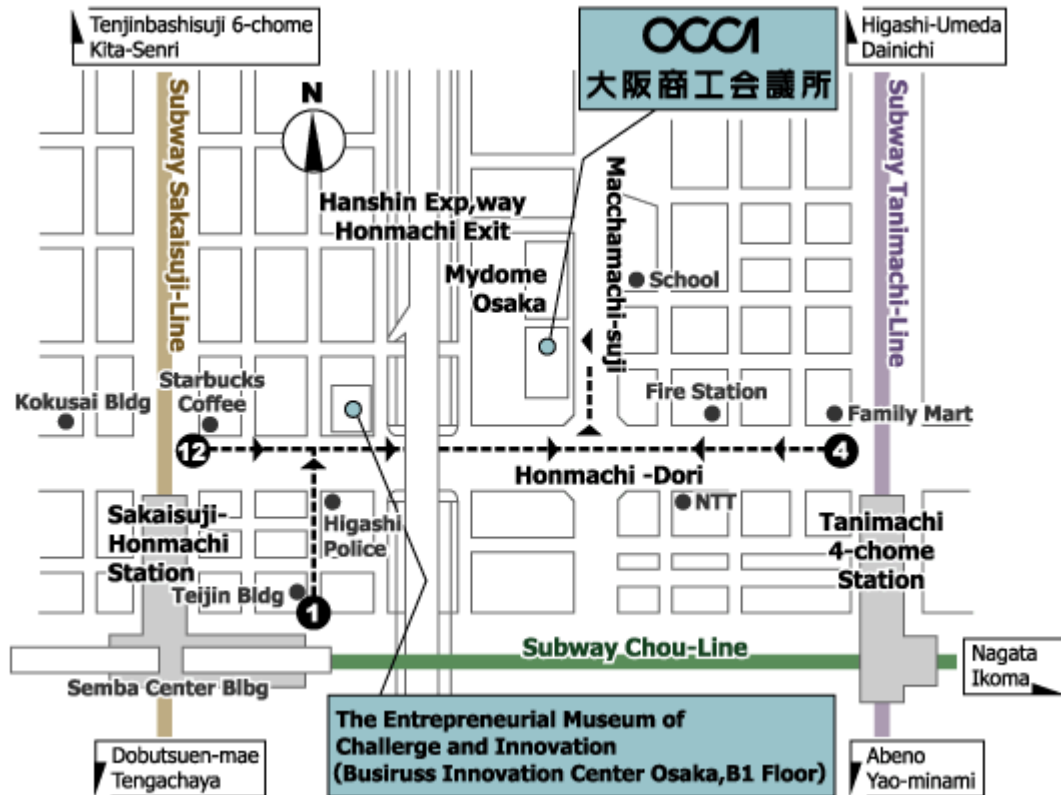 Tenjinbashisuji 6-chome
Kita-Senri
OCCI
大阪商工会議所
Higashi-Umeda
Dainichi
Subway Sakaisuji-Line
N
Hanshin Exp,way
Honmachi Exit
Macchamachi-suji
Subway Tanimachi-Line
Mydome
Osaka
School
Kokusai Bldg
Starbucks
Coffee
Fire Station
Family Mart
12
4
Honmachi -Dori
Sakaisuji-
Honmachi
Station
Higashi
Police
NTT
Tanimachi
4-chome
Station
Teijin Bldg
1
Subway Chou-Line
Semba Center Blbg
Nagata
Ikoma
The Entrepreneurial Museum of
Challerge and Innovation
(Busiruss Innovation Center Osaka,B1 Floor)
Dobutsuen-mae
Tengachaya
Abeno
Yao-minami